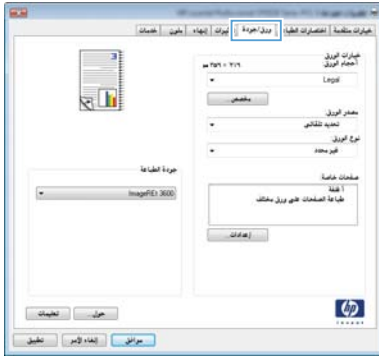 خيارات متقدمة
اختصارات الطباعة
ورق/جودة
إنهاء
ملون
خدمات
خيارات الورق
أحجام الورق
Legal
مخصص...
مصدر الورق:
تحديد تلقائي
نوع الورق:
غير محدد
صفحات خاصة:
أغلفة
طباعة الصفحات على ورق مختلف
إعدادات...
جودة الطباعة
ImageREt 3600
حول...
تعليمات
hp
موافق
إلغاء الأمر
تطبيق